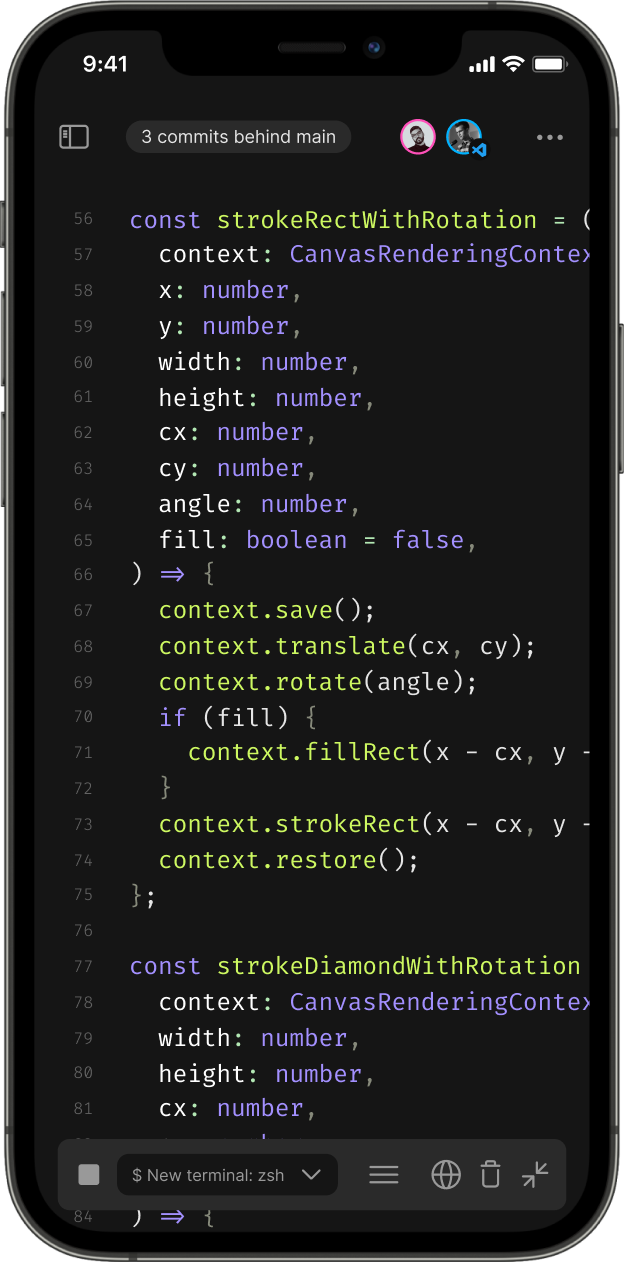 9:41
3 commits behind main
56 const strokeRectWithRotation = (
57 context: CanvasRenderingContex
58 x: number,
59 y: number,
60 width: number,
61 height: number,
62 cx: number,
63 cy: number,
64 angle: number,
65 fill: boolean = false,
66 ) => {
67 context.save();
68 context.translate(cx, cy);
69 context.rotate(angle);
70 if (fill) {
71 context.fillRect(x - cx, y -
72 }
73 context.strokeRect(x - cx, y -
74 context.restore();
75 };
76
77 const strokeDiamondWithRotation
78 context: CanvasRenderingContex
79 width: number,
80 height: number,
81 cx: number,
$ New terminal: zsh
84 ) => {